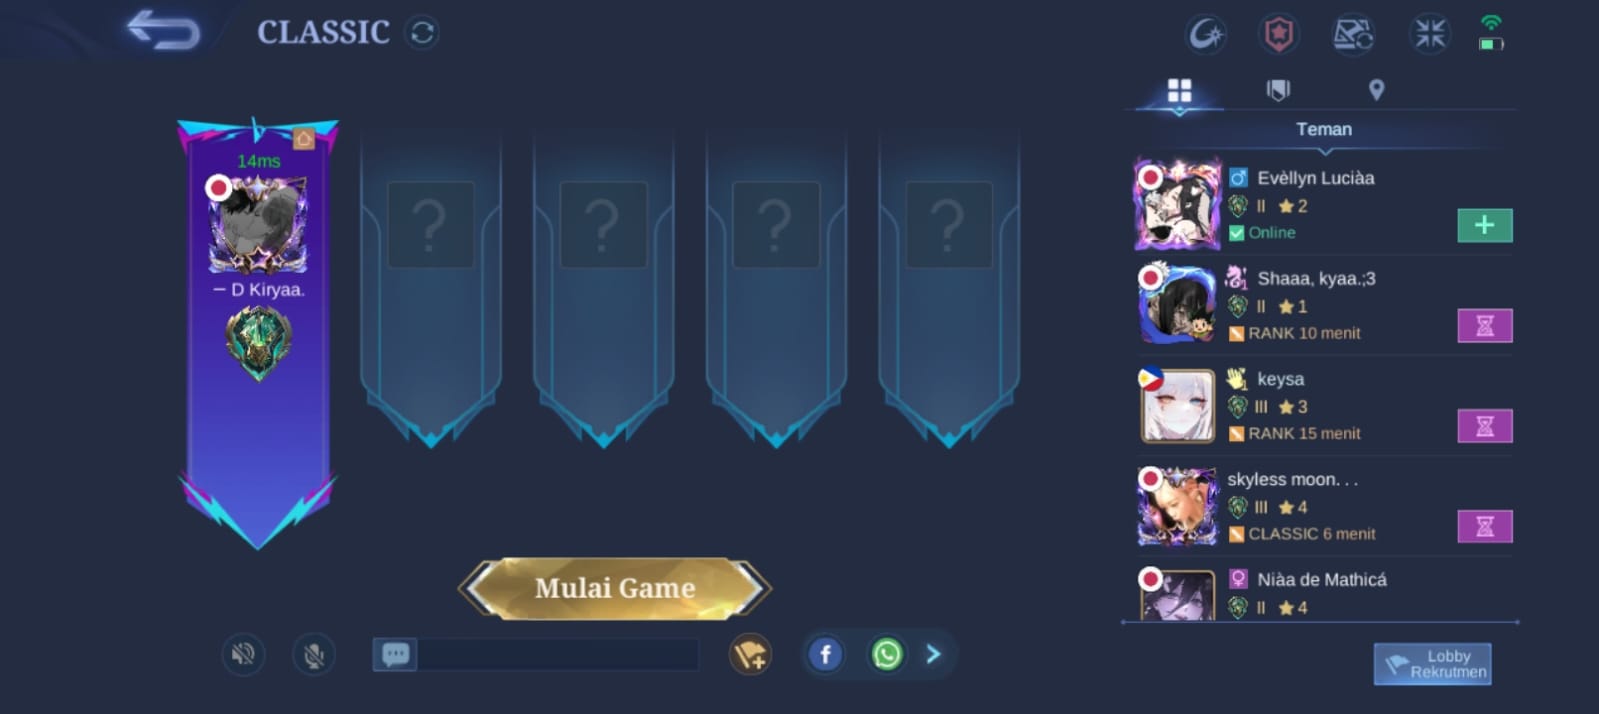 CLASSIC
14ms
– D Kiryaa.
?
?
?
?
Mulai Game
Teman
Evèllyn Luciàa
II ★2
Online
Shaaa, kyaa.;3
II ★1
RANK 10 menit
keysa
III ★3
RANK 15 menit
skyless moon. . .
III ★4
CLASSIC 6 menit
Niàa de Mathicá
II ★4
Lobby
Rekrutmen